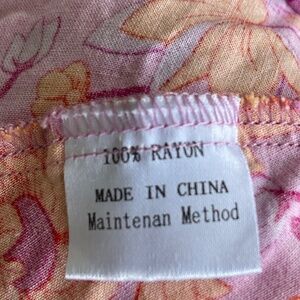 100% RAYON
MADE IN CHINA
Maintenan Method